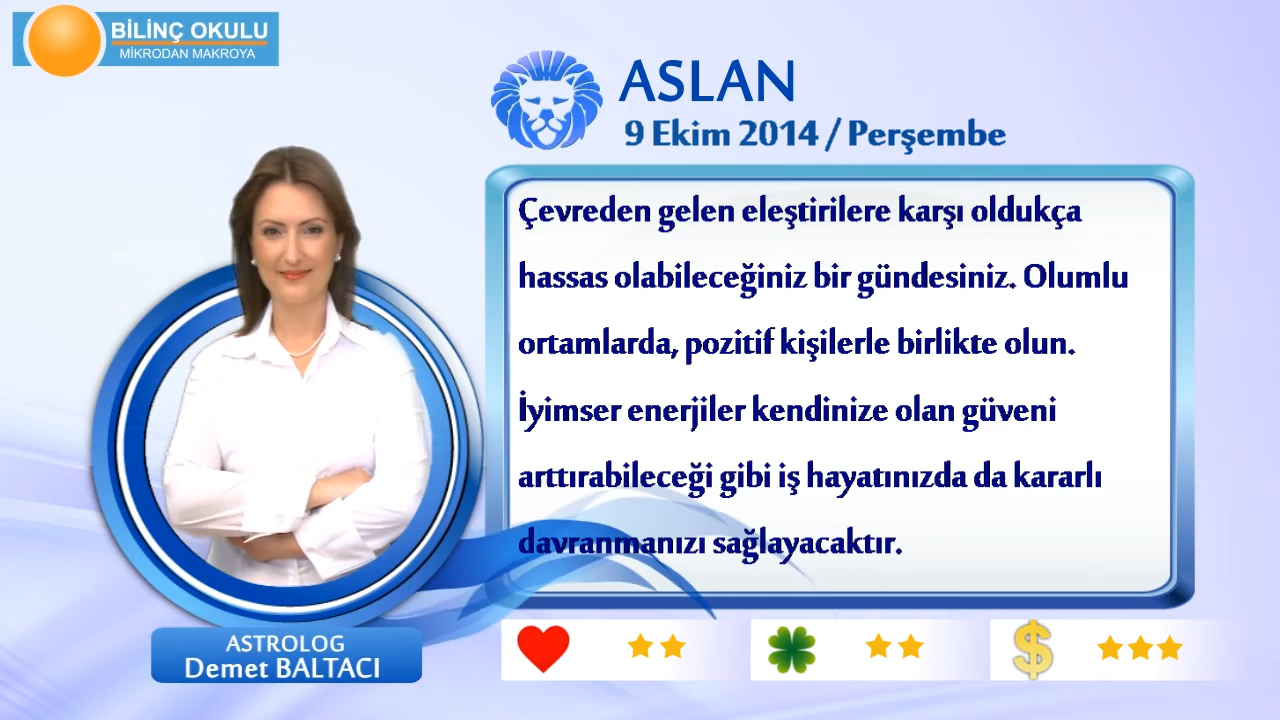 BİLİNÇ OKULU
MİKRODAN MAKROYA
ASLAN
9 Ekim 2014 / Perşembe
Çevreden gelen eleştirilere karşı oldukça
hassas olabileceğiniz bir gündesiniz. Olumlu
ortamlarda, pozitif kişilerle birlikte olun.
İyimser enerjiler kendinize olan güveni
arttırabileceği gibi iş hayatınızda da kararlı
davranmanızı sağlayacaktır.
ASTROLOG
Demet BALTACI
$